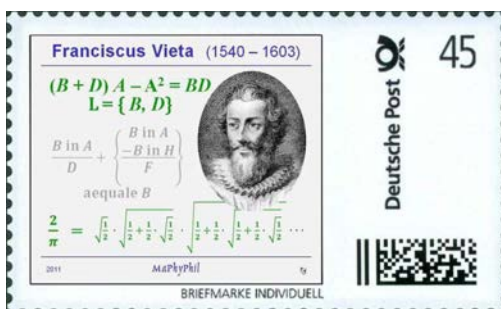 Franciscus Vieta (1540 – 1603)
(B + D) A – A² = BD
L = { B, D}
B in A / D + { B in A –B in H / F }
aequale B
2/π = √1/2 · √(1/2 + 1/2 · √1/2) · √(1/2 + 1/2 · √(1/2 + 1/2 · √1/2)) ...
2011 MaPhyPhil
BRIEFMARKE INDIVIDUELL
Deutsche Post
45